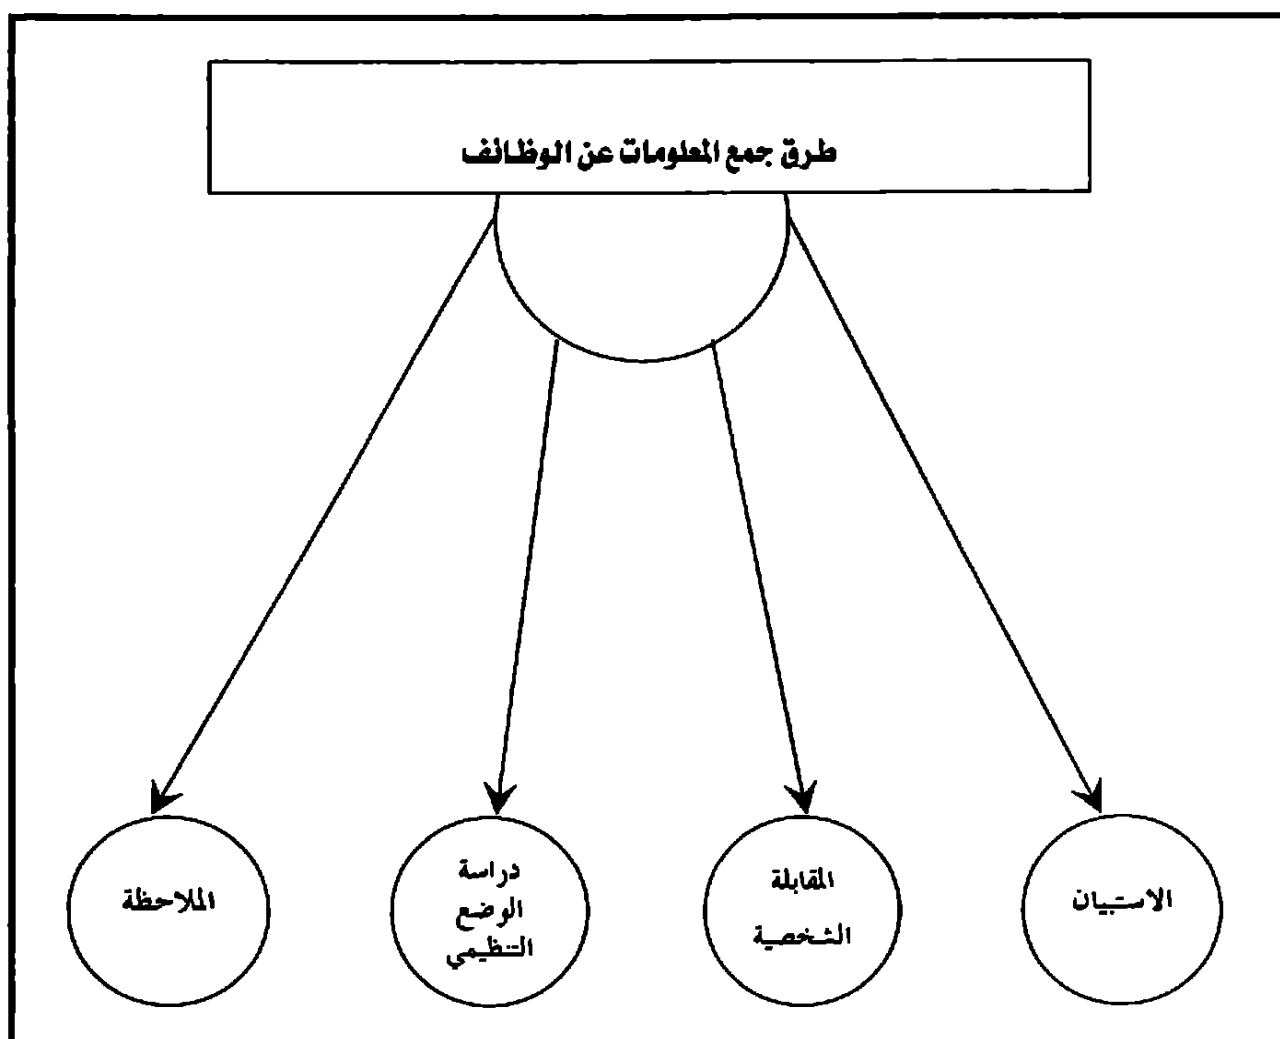 طرق جمع المعلومات عن الوظائف
الاستبيان
المقابلة
الشخصية
دراسة
الوضع
التنظيمي
الملاحظة